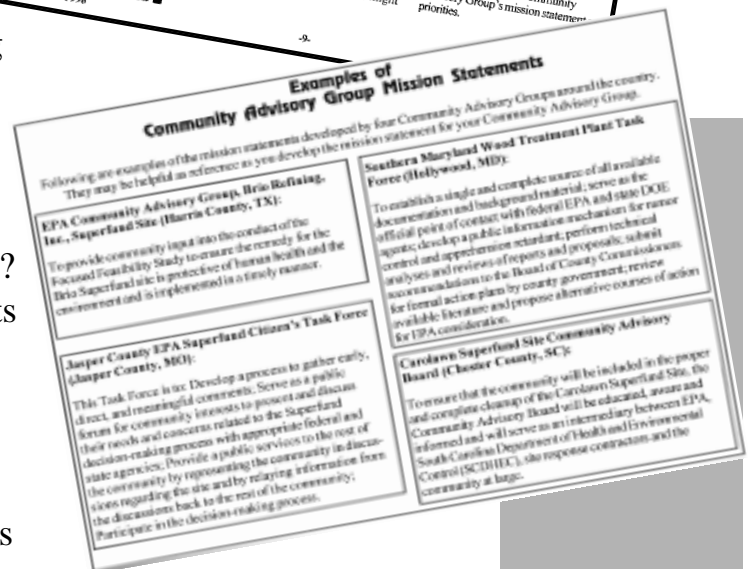 1998
ight
ommunity
priorities.
ry Group's mission statement
-9-
?
ts
s
Examples of
Community Advisory Group Mission Statements
Following are examples of the mission statements developed by four Community Advisory Groups around the country.
They may be helpful as reference as you develop the mission statement for your Community Advisory Group.
EPA Community Advisory Group, Brio Refining,
Inc., Superfund Site (Harris County, TX):
To provide community input into the conduct of the
Focused Feasibility Study to ensure the remedy for the
Brio Superfund site is protective of human health and the
environment and is implemented in a timely manner.
Jasper County EPA Superfund Citizen's Task Force
(Jasper County, MO):
This Task Force is to: Develop a process to gather early,
direct, and meaningful comments; Serve as a public
forum for community interests to present and discuss
their needs and concerns related to the Superfund
decision-making process with appropriate federal and
state agencies; Provide a public services to the rest of
the community by representing the community in discus-
sions regarding the site and by relaying information from
the discussions back to the rest of the community;
Participate in the decision-making process.
Southern Maryland Wood Treatment Plant Task
Force (Hollywood, MD):
To establish a single and complete source of all available
documentation and background material; serve as the
official point of contact with federal EPA and state DOE
agents; develop a public information mechanism for rumor
control and apprehension retardant; perform technical
analyses and reviews of reports and proposals; submit
recommendations to the Board of County Commissioners
for formal action plans by county government; review
available literature and propose alternative courses of action
for EPA consideration.
Carolawn Superfund Site Community Advisory
Board (Chester County, SC):
To ensure that the community will be included in the proper
and complete cleanup of the Carolawn Superfund Site, the
Community Advisory Board will be educated, aware and
informed and will serve as an intermediary between EPA,
South Carolina Department of Health and Environmental
Control (SCDHEC), site response contractors and the
community at large.